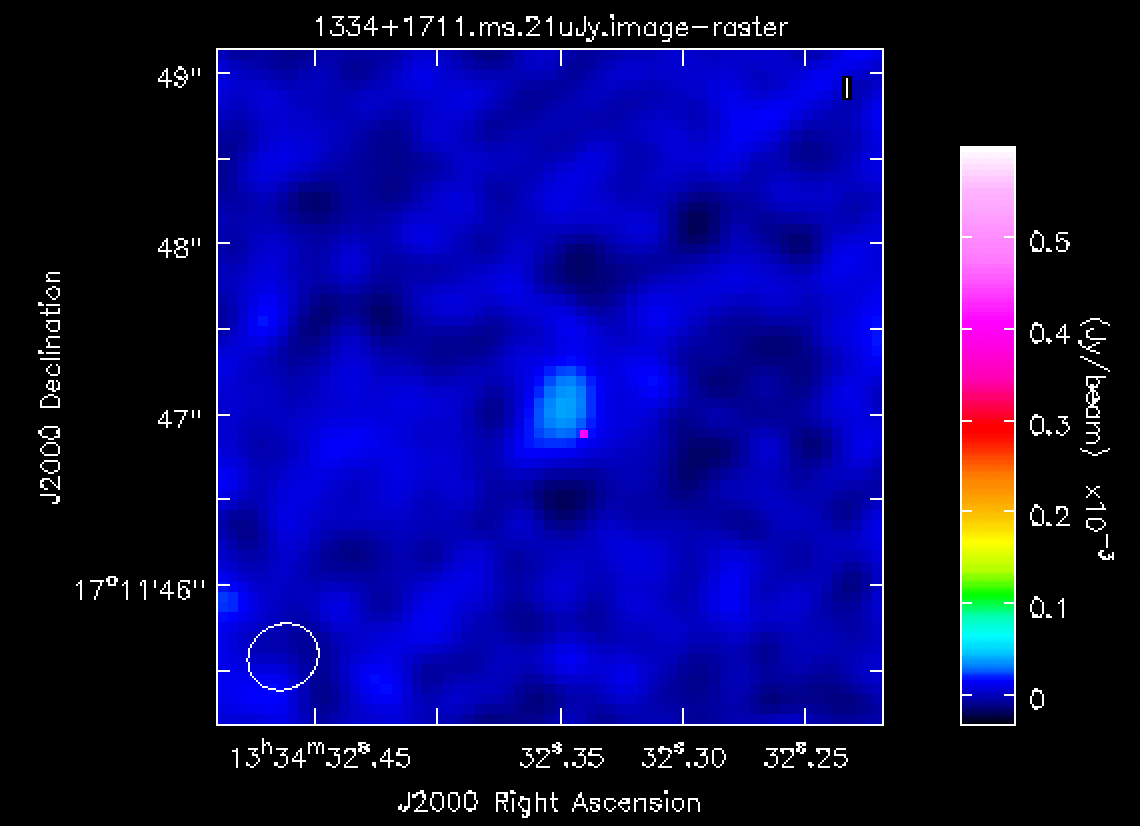 1334+1711.ms.21uJy.image-raster
I
49"
48"
47"
17°11'46"
J2000 Declination
0.5
0.4
0.3
0.2
0.1
0
(Jy/beam) x10⁻³
13ʰ34ᵐ32ˢ.45 32ˢ.35 32ˢ.30 32ˢ.25
J2000 Right Ascension